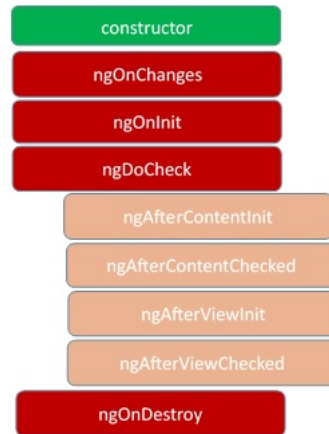 constructor
ngOnChanges
ngOnInit
ngDoCheck
ngAfterContentInit
ngAfterContentChecked
ngAfterViewInit
ngAfterViewChecked
ngOnDestroy